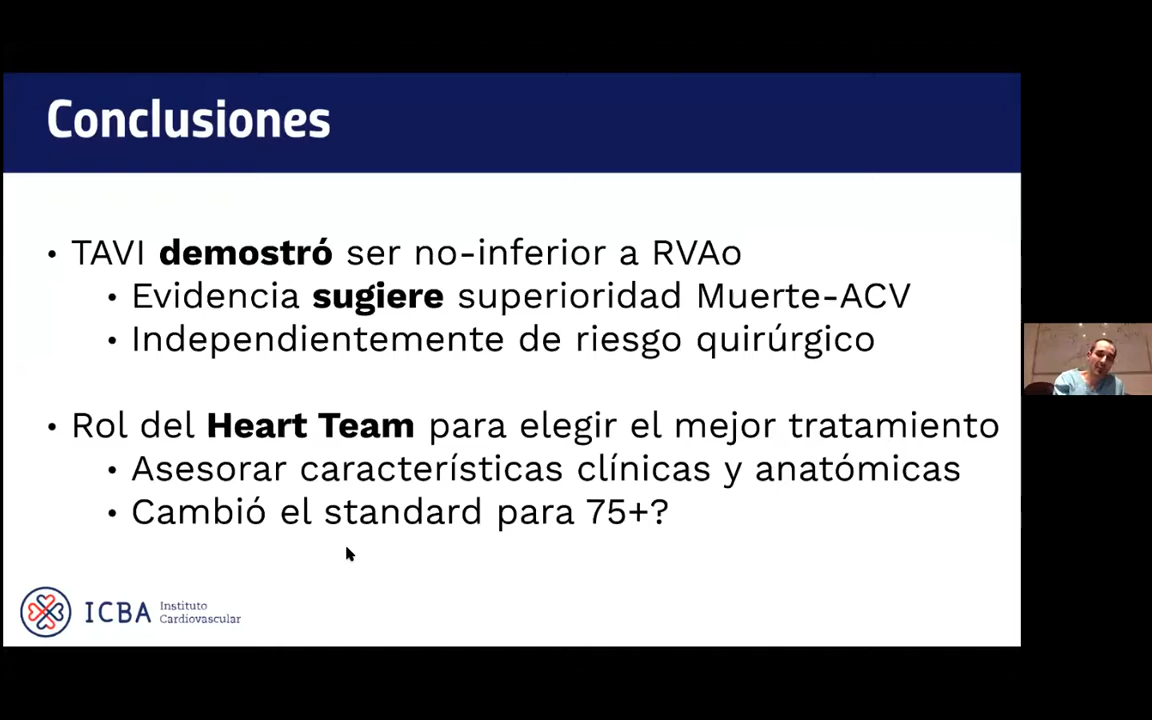 Conclusiones
• TAVI demostró ser no-inferior a RVAo
• Evidencia sugiere superioridad Muerte-ACV
• Independientemente de riesgo quirúrgico
• Rol del Heart Team para elegir el mejor tratamiento
• Asesorar características clínicas y anatómicas
• Cambió el standard para 75+?
ICBA Instituto
Cardiovascular